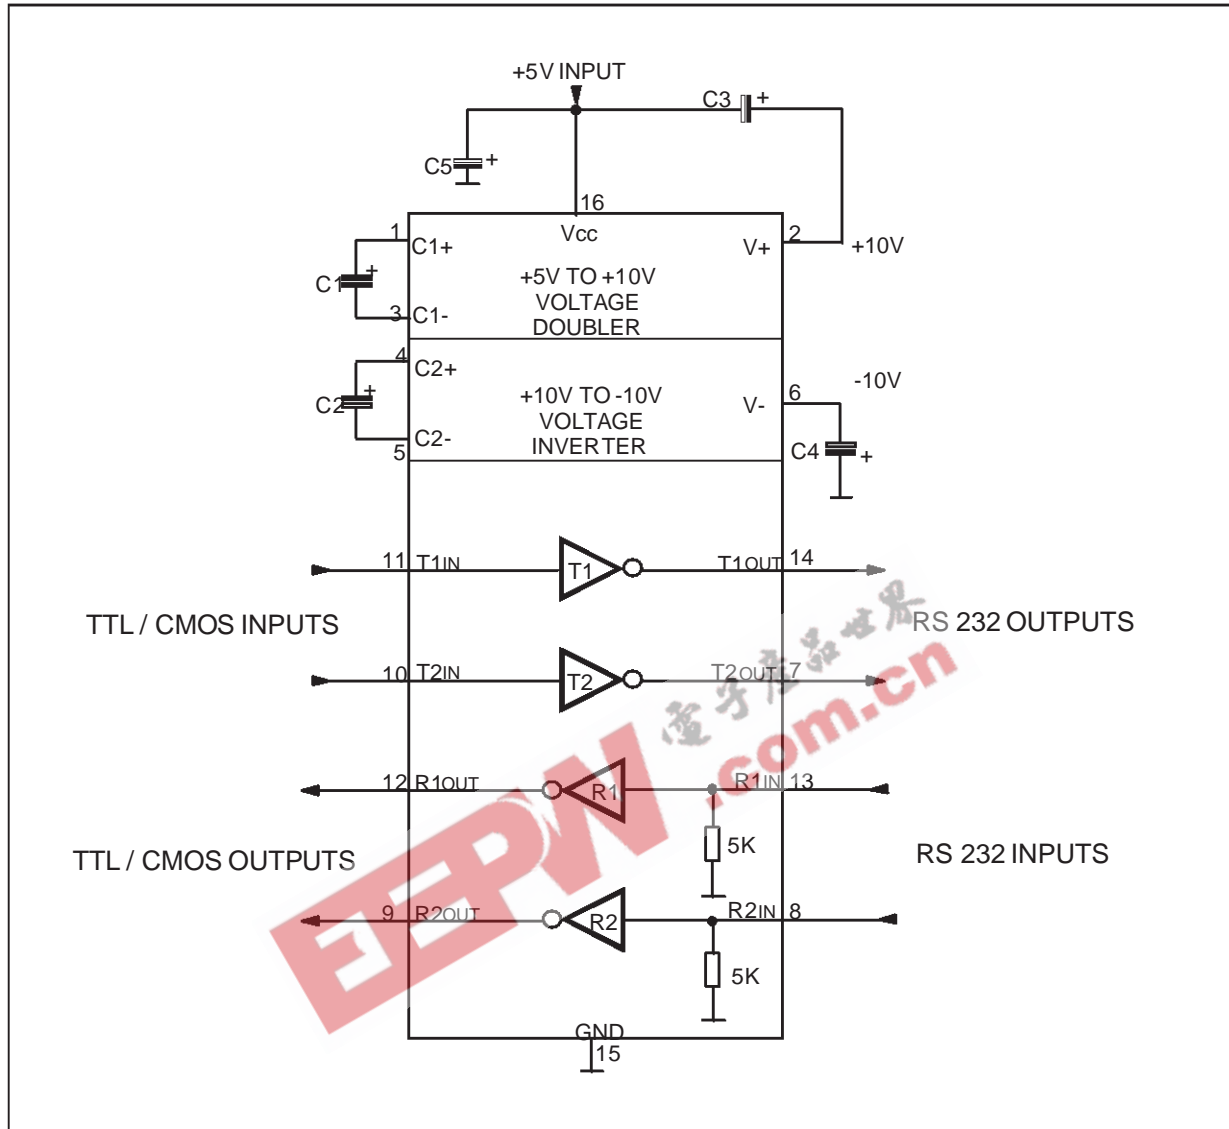 +5V INPUT
C3 +
C5 +
16
1 C1+ Vcc V+ 2 +10V
C1 +
+5V TO +10V
VOLTAGE
DOUBLER
3 C1-
4 C2+
-10V
C2 +
+10V TO -10V
VOLTAGE
INVERTER
V- 6
5 C2-
C4 +
11 T1IN T1 T1OUT 14
TTL / CMOS INPUTS
RS 232 OUTPUTS
10 T2IN T2 T2OUT 7
電子產品世界
EEPW .com.cn
12 R1OUT R1 R1IN 13
5K
TTL / CMOS OUTPUTS
RS 232 INPUTS
9 R2OUT R2 R2IN 8
5K
GND
15